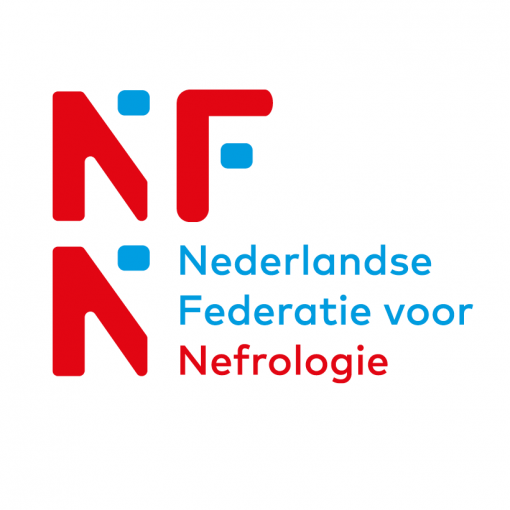 NF
N
Nederlandse
Federatie voor
Nefrologie